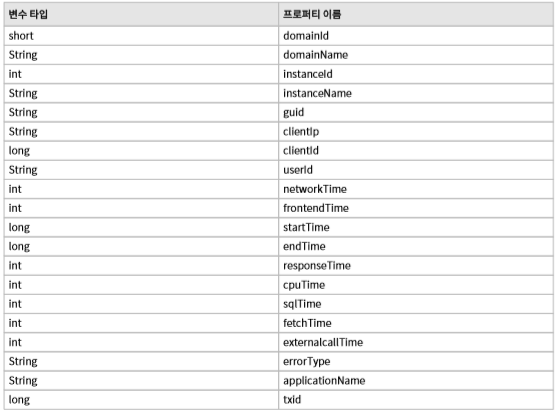 변수 타입 프로퍼티 이름
short domainId
String domainName
int instanceId
String instanceName
String guid
String clientIp
long clientId
String userId
int networkTime
int frontendTime
long startTime
long endTime
int responseTime
int cpuTime
int sqlTime
int fetchTime
int externalcallTime
String errorType
String applicationName
long txid